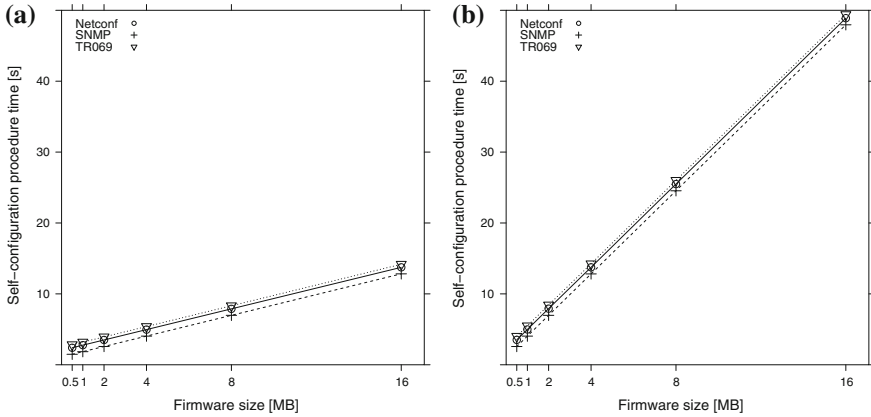 (a)
Netconf
SNMP
TR069
Self-configuration procedure time [s]
50
40
30
20
10
0.5 1 2 4 8 16
Firmware size [MB]
(b)
Netconf
SNMP
TR069
Self-configuration procedure time [s]
40
30
20
10
0.5 1 2 4 8 16
Firmware size [MB]